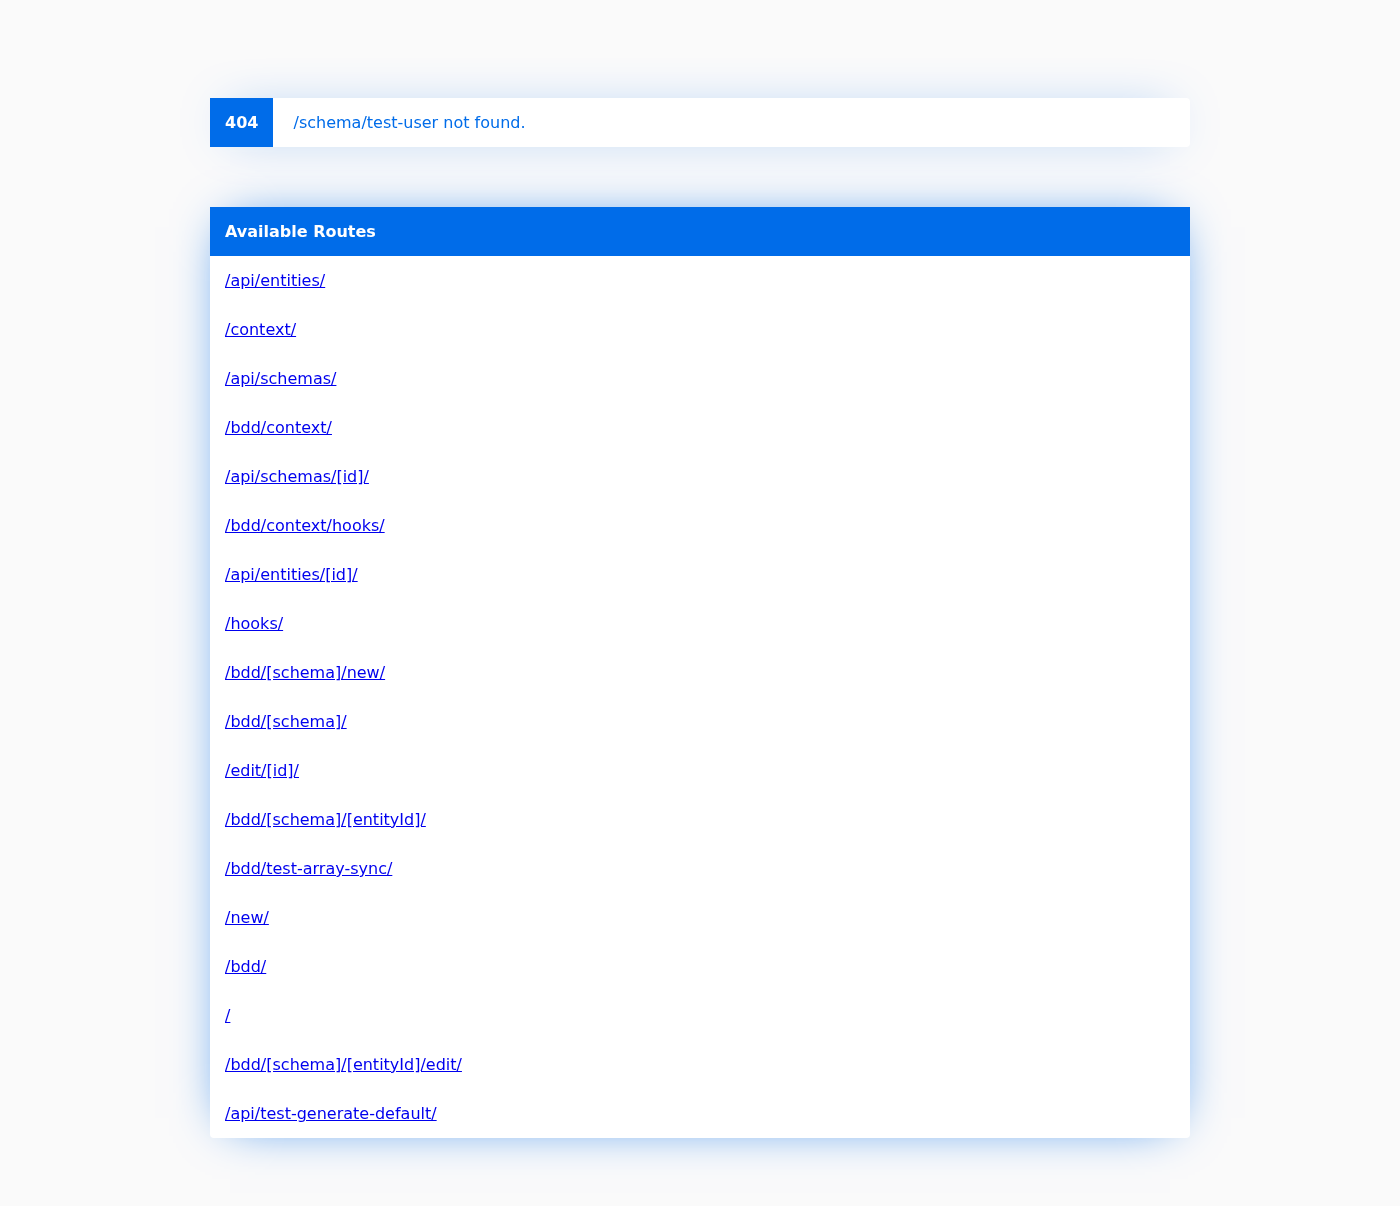 404 /schema/test-user not found.
Available Routes
/api/entities/
/context/
/api/schemas/
/bdd/context/
/api/schemas/[id]/
/bdd/context/hooks/
/api/entities/[id]/
/hooks/
/bdd/[schema]/new/
/bdd/[schema]/
/edit/[id]/
/bdd/[schema]/[entityId]/
/bdd/test-array-sync/
/new/
/bdd/
/
/bdd/[schema]/[entityId]/edit/
/api/test-generate-default/